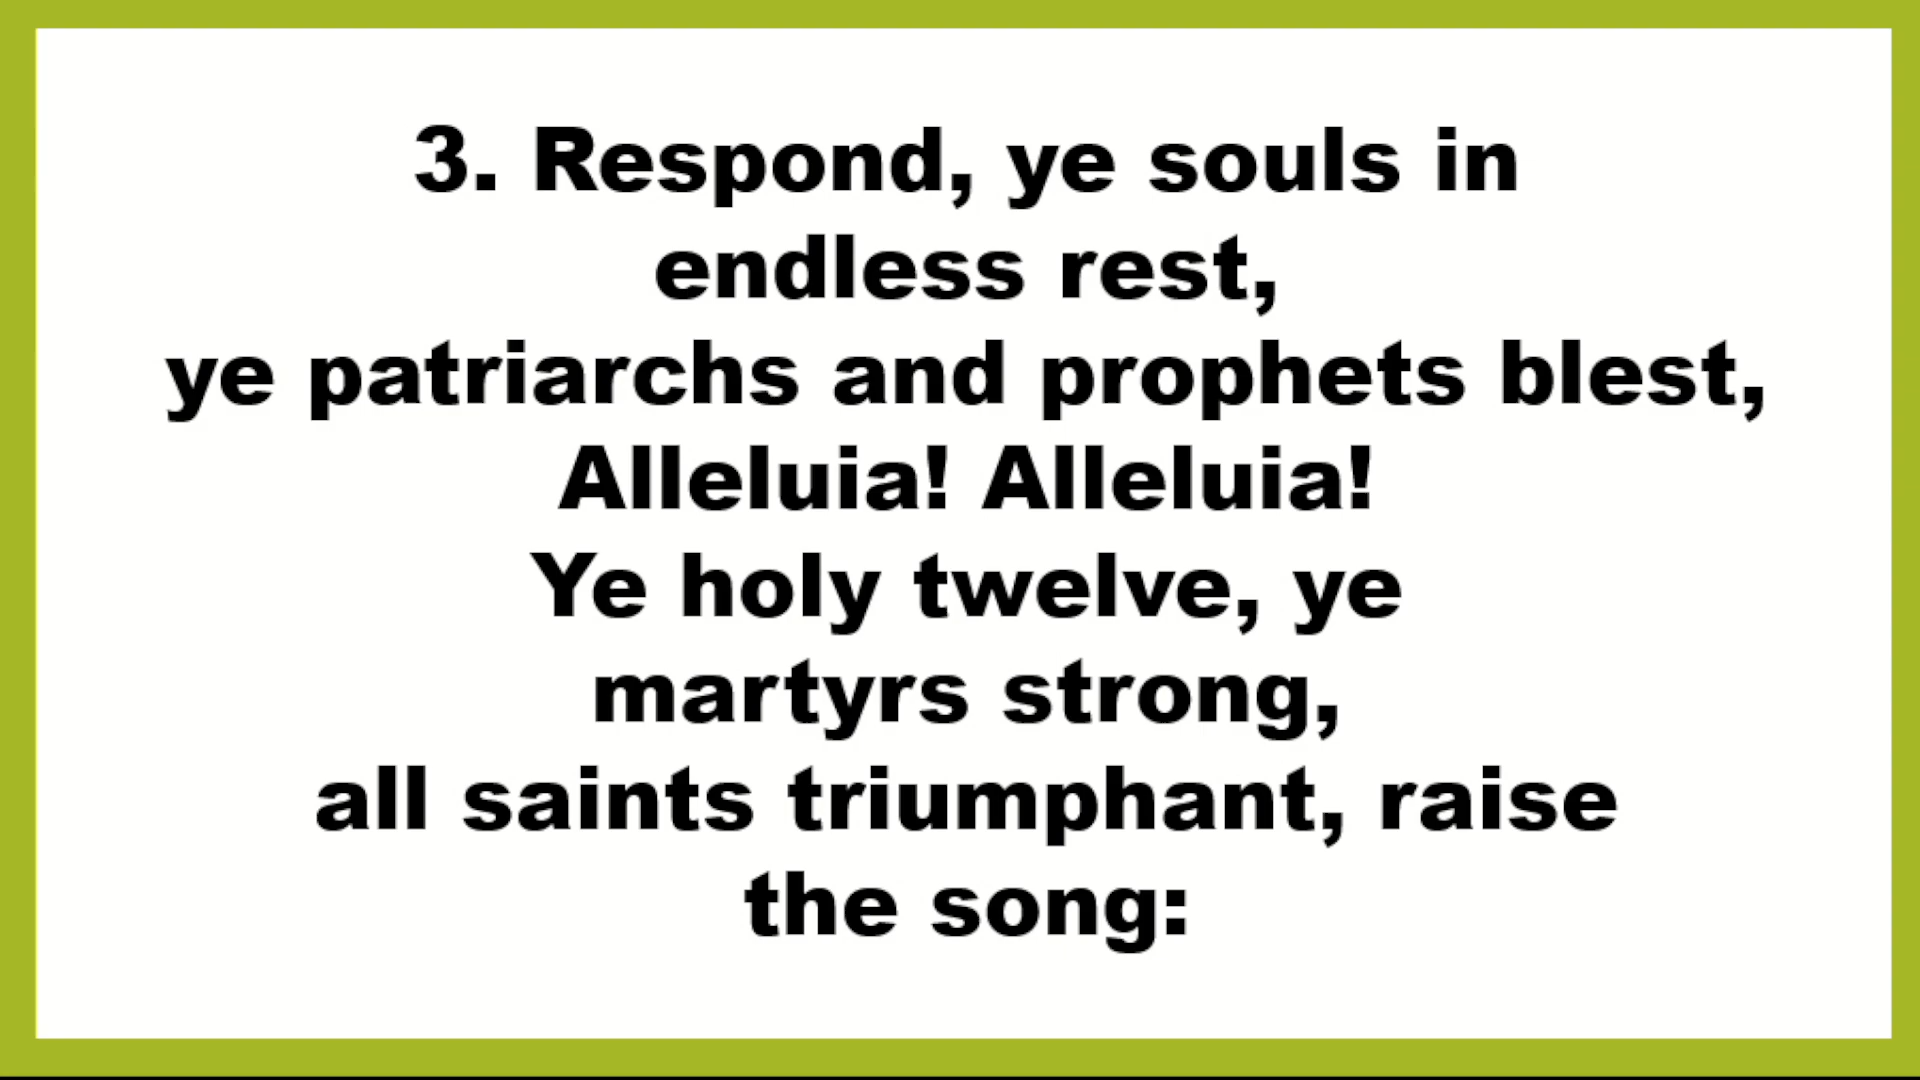 3. Respond, ye souls in
endless rest,
ye patriarchs and prophets blest,
Alleluia! Alleluia!
Ye holy twelve, ye
martyrs strong,
all saints triumphant, raise
the song: